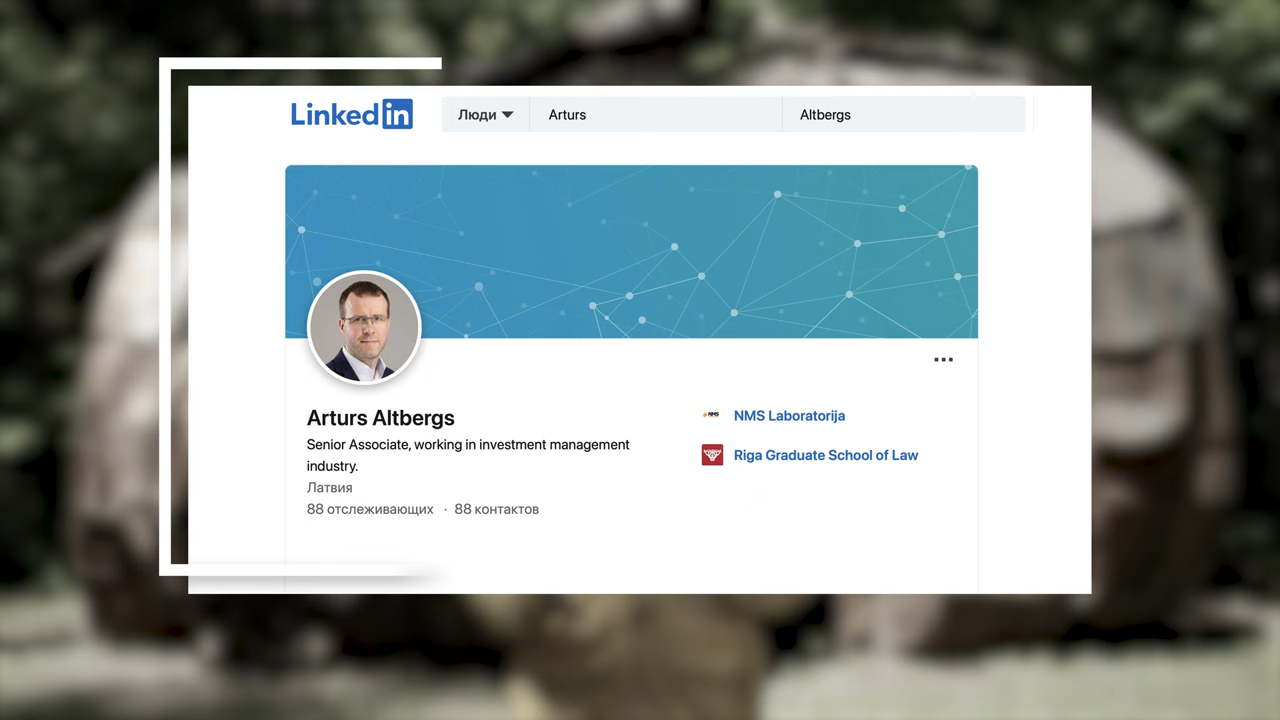 LinkedIn
Люди
Arturs
Altbergs
Arturs Altbergs
Senior Associate, working in investment management
industry.
Латвия
88 отслеживающих · 88 контактов
NMS
NMS Laboratorija
Riga Graduate School of Law